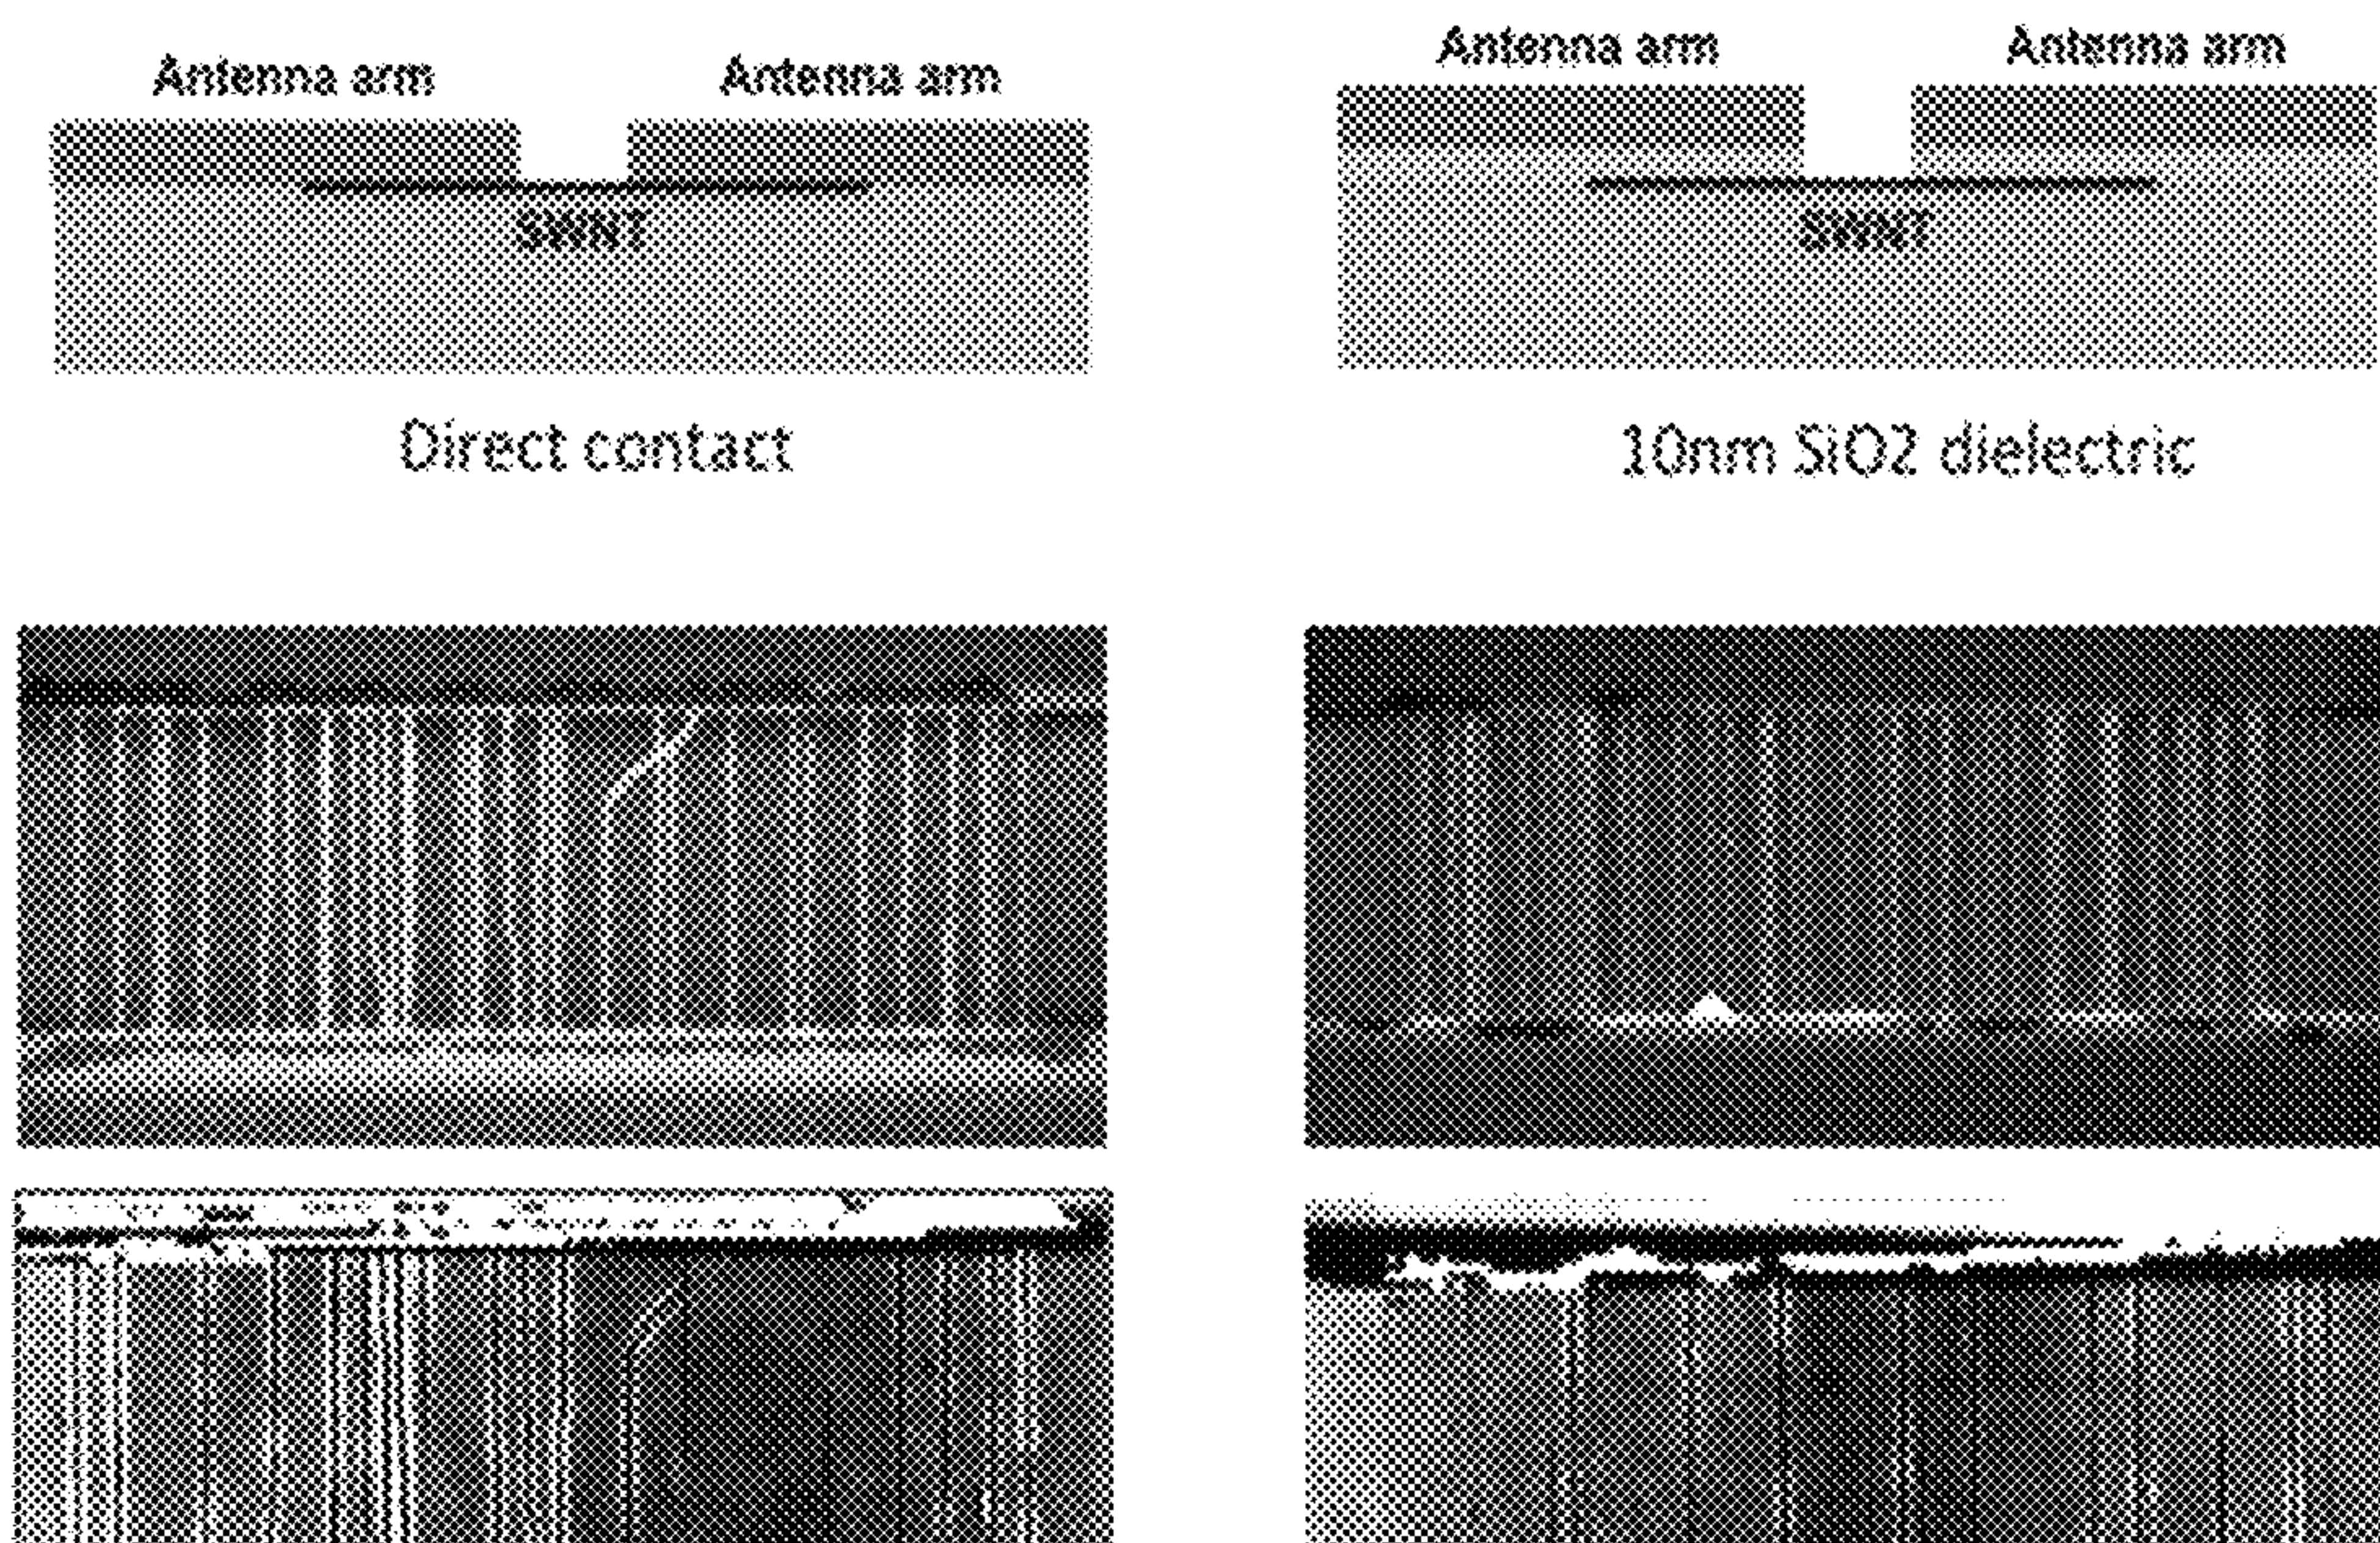 Antenna arm Antenna arm
SWNT
Direct contact
Antenna arm Antenna arm
SWNT
10nm SiO2 dielectric